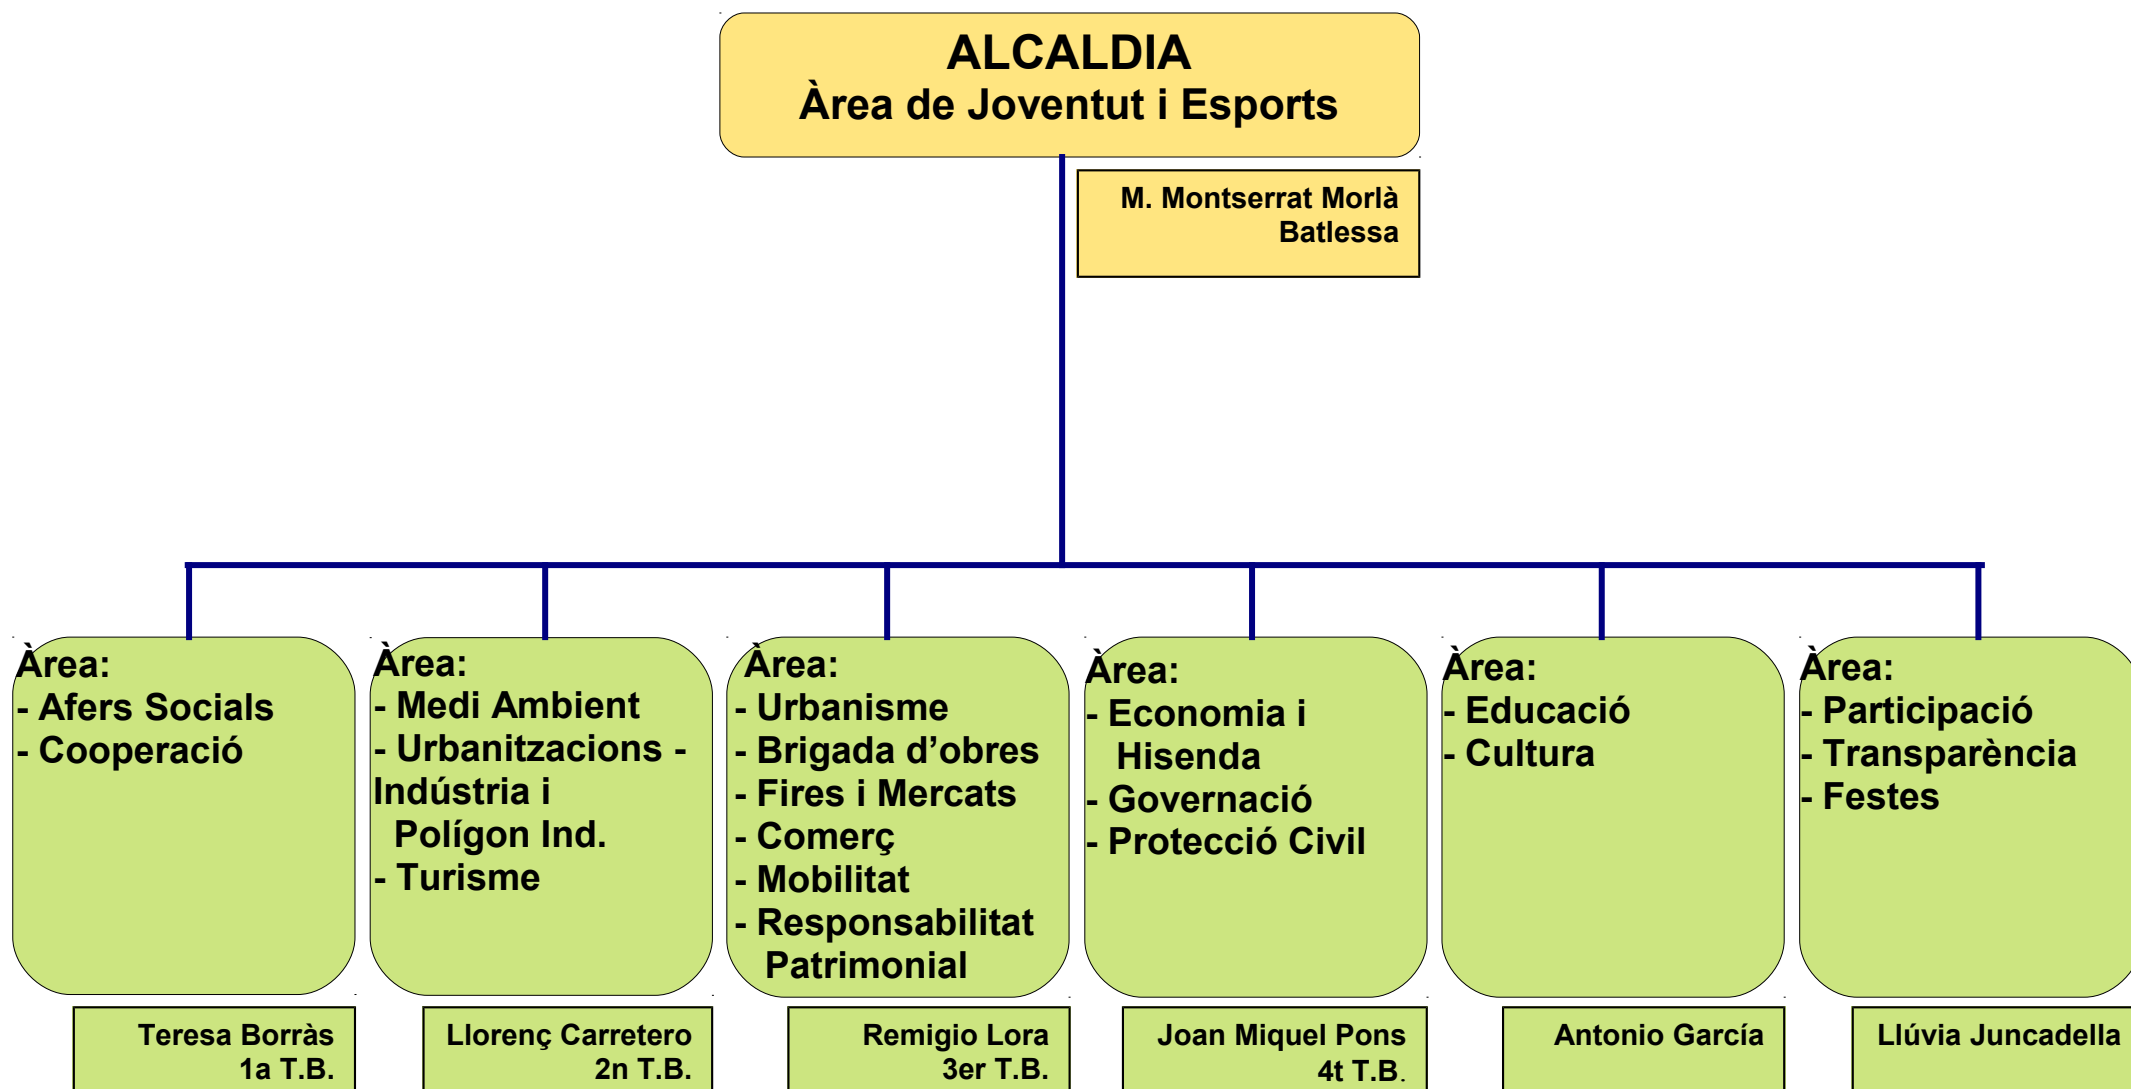 ALCALDIA
Àrea de Joventut i Esports
M. Montserrat Morlà
Batlessa
Àrea:
- Afers Socials
- Cooperació
Teresa Borràs
1a T.B.
Àrea:
- Medi Ambient
- Urbanitzacions -
Indústria i
Polígon Ind.
- Turisme
Llorenç Carretero
2n T.B.
Àrea:
- Urbanisme
- Brigada d’obres
- Fires i Mercats
- Comerç
- Mobilitat
- Responsabilitat
Patrimonial
Remigio Lora
3er T.B.
Àrea:
- Economia i
Hisenda
- Governació
- Protecció Civil
Joan Miquel Pons
4t T.B.
Àrea:
- Educació
- Cultura
Antonio García
Àrea:
- Participació
- Transparència
- Festes
Llúvia Juncadella